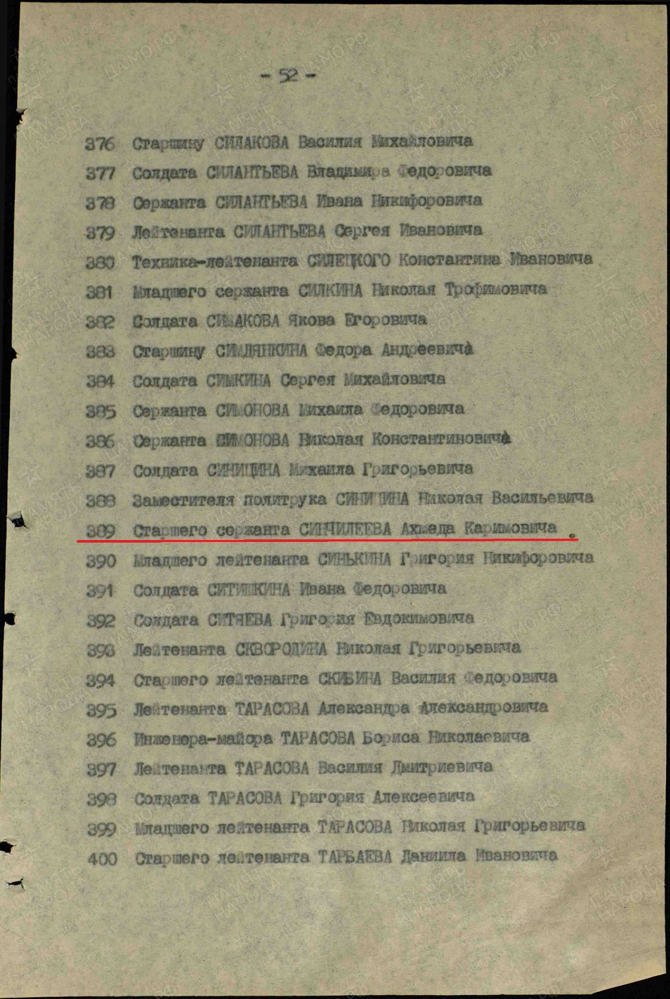 - 52 -
376 Старшину СИЛАКОВА Василия Михайловича
377 Солдата СИЛАНТЬЕВА Владимира Федоровича
378 Сержанта СИЛАНТЬЕВА Ивана Никифоровича
379 Лейтенанта СИЛАНТЬЕВА Сергея Ивановича
380 Техника-лейтенанта СИЛЕЦКОГО Константина Ивановича
381 Младшего сержанта СИЛКИНА Николая Трофимовича
382 Солдата СИМАКОВА Якова Егоровича
383 Старшину СИМДЯНКИНА Федора Андреевича
384 Солдата СИМКИНА Сергея Михайловича
385 Сержанта СИМОНОВА Михаила Федоровича
386 Сержанта СИМОНОВА Николая Константиновича
387 Солдата СИНИЦИНА Михаила Григорьевича
388 Заместителя политрука СИНИЦИНА Николая Васильевича
389 Старшего сержанта СИНЧИЛЕЕВА Ахмеда Каримовича
390 Младшего лейтенанта СИНЬКИНА Григория Никифоровича
391 Солдата СИТИШКИНА Ивана Федоровича
392 Солдата СИТЯЕВА Григория Евдокимовича
393 Лейтенанта СКВОРОДИНА Николая Григорьевича
394 Старшего лейтенанта СКИБИНА Василия Федоровича
395 Лейтенанта ТАРАСОВА Александра Александровича
396 Инженера-майора ТАРАСОВА Бориса Николаевича
397 Лейтенанта ТАРАСОВА Василия Дмитриевича
398 Солдата ТАРАСОВА Григория Алексеевича
399 Младшего лейтенанта ТАРАСОВА Николая Григорьевича
400 Старшего лейтенанта ТАРБАЕВА Даниила Ивановича